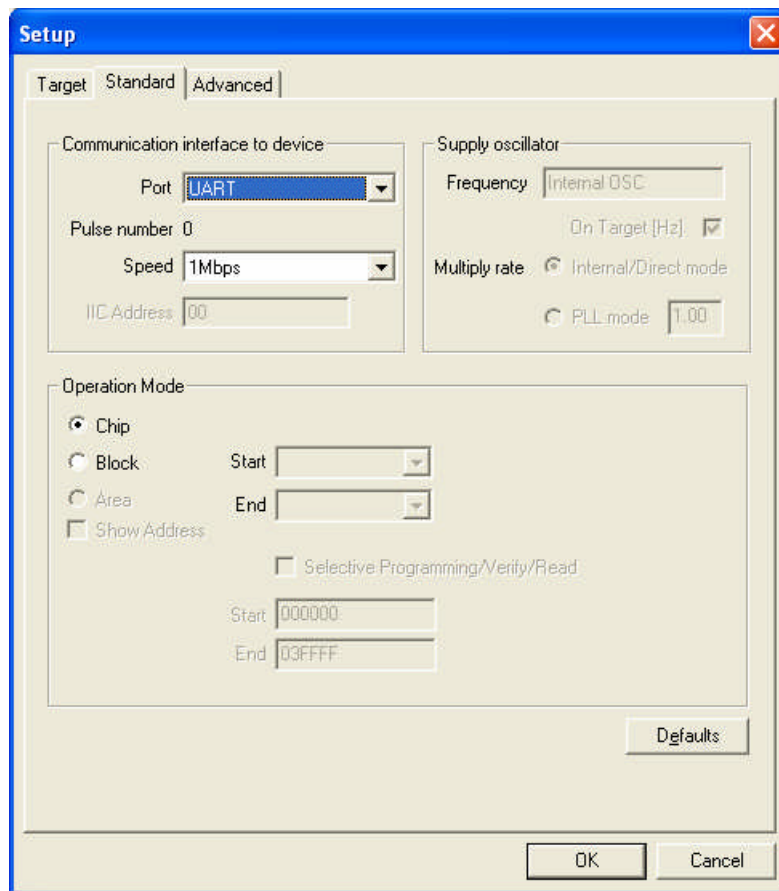 Setup
Target Standard Advanced
Communication interface to device
Port UART
Pulse number 0
Speed 1Mbps
IIC Address 00
Supply oscillator
Frequency Internal OSC
On Target [Hz]
Multiply rate Internal/Direct mode
PLL mode 1.00
Operation Mode
Chip
Block Start
Area End
Show Address
Selective Programming/Verify/Read
Start 000000
End 03FFFF
Defaults
OK Cancel